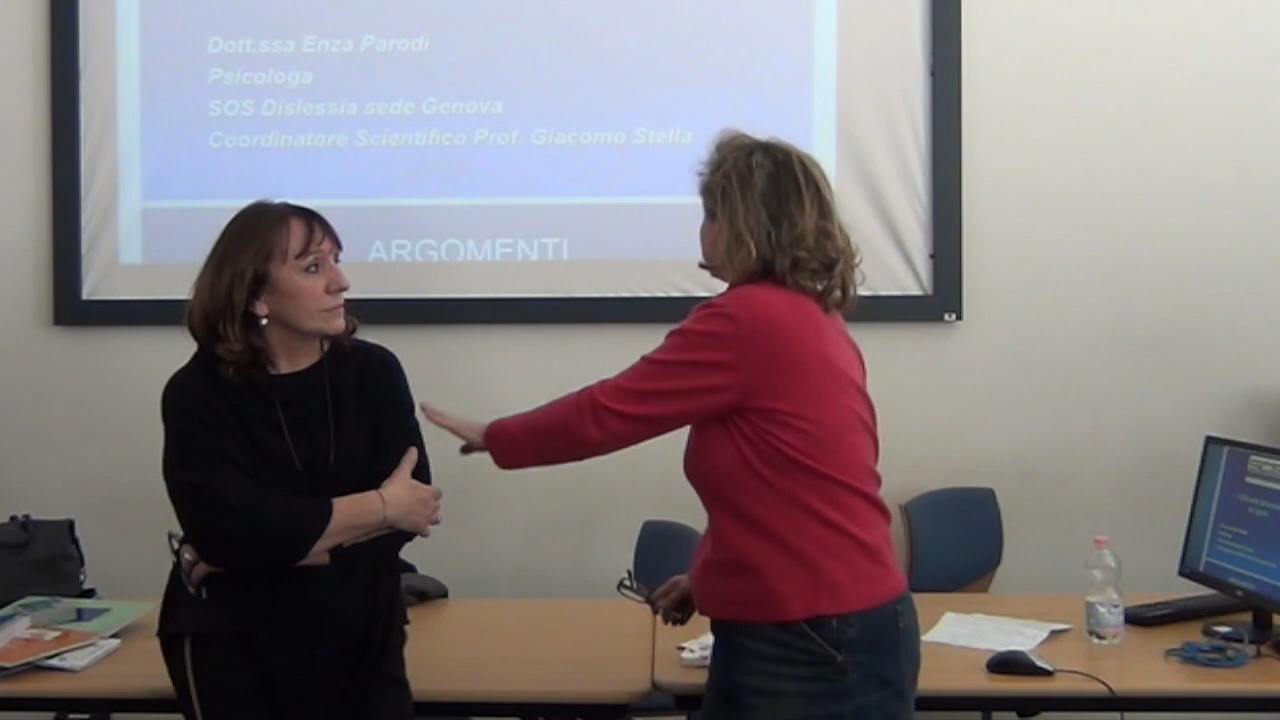 Dott.ssa Enza Parodi
Psicologa
SOS Dislessia sede Genova
Coordinatore Scientifico Prof. Giacomo Stella
ARGOMENTI